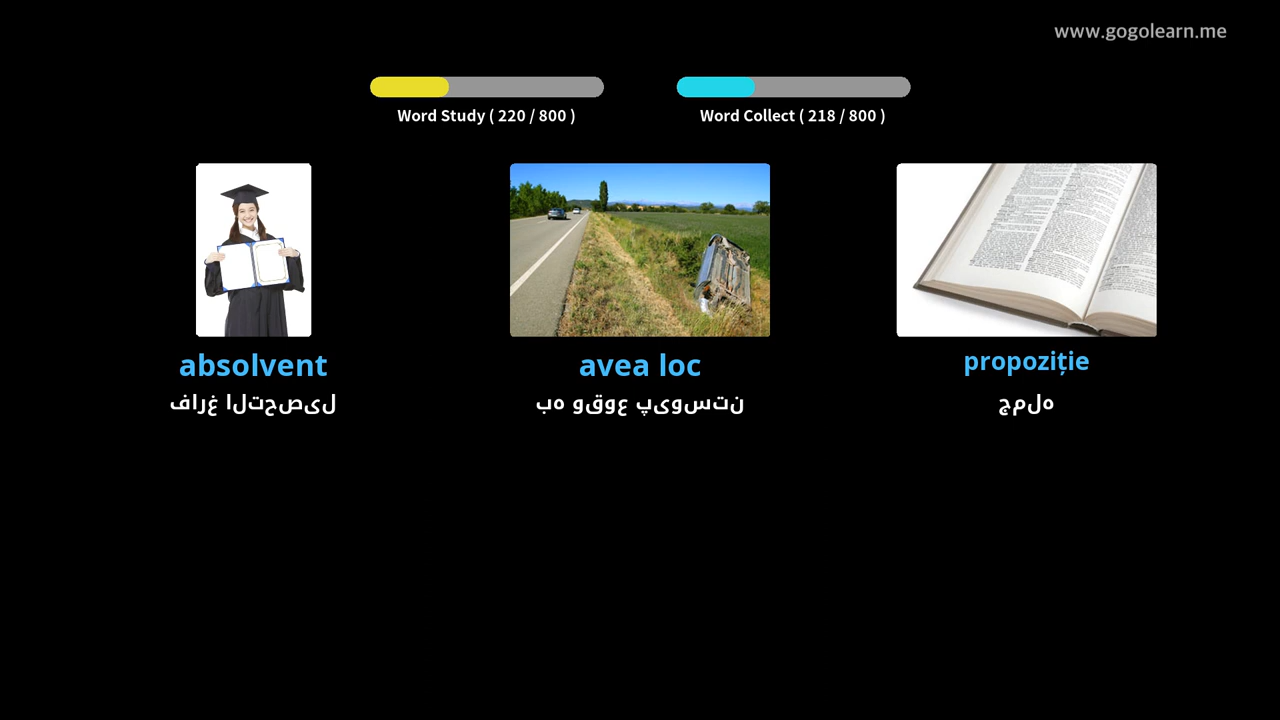 www.gogolearn.me
Word Study ( 220 / 800 )
Word Collect ( 218 / 800 )
absolvent
فارغ التحصیل
avea loc
به وقوع پیوستن
propoziție
جمله